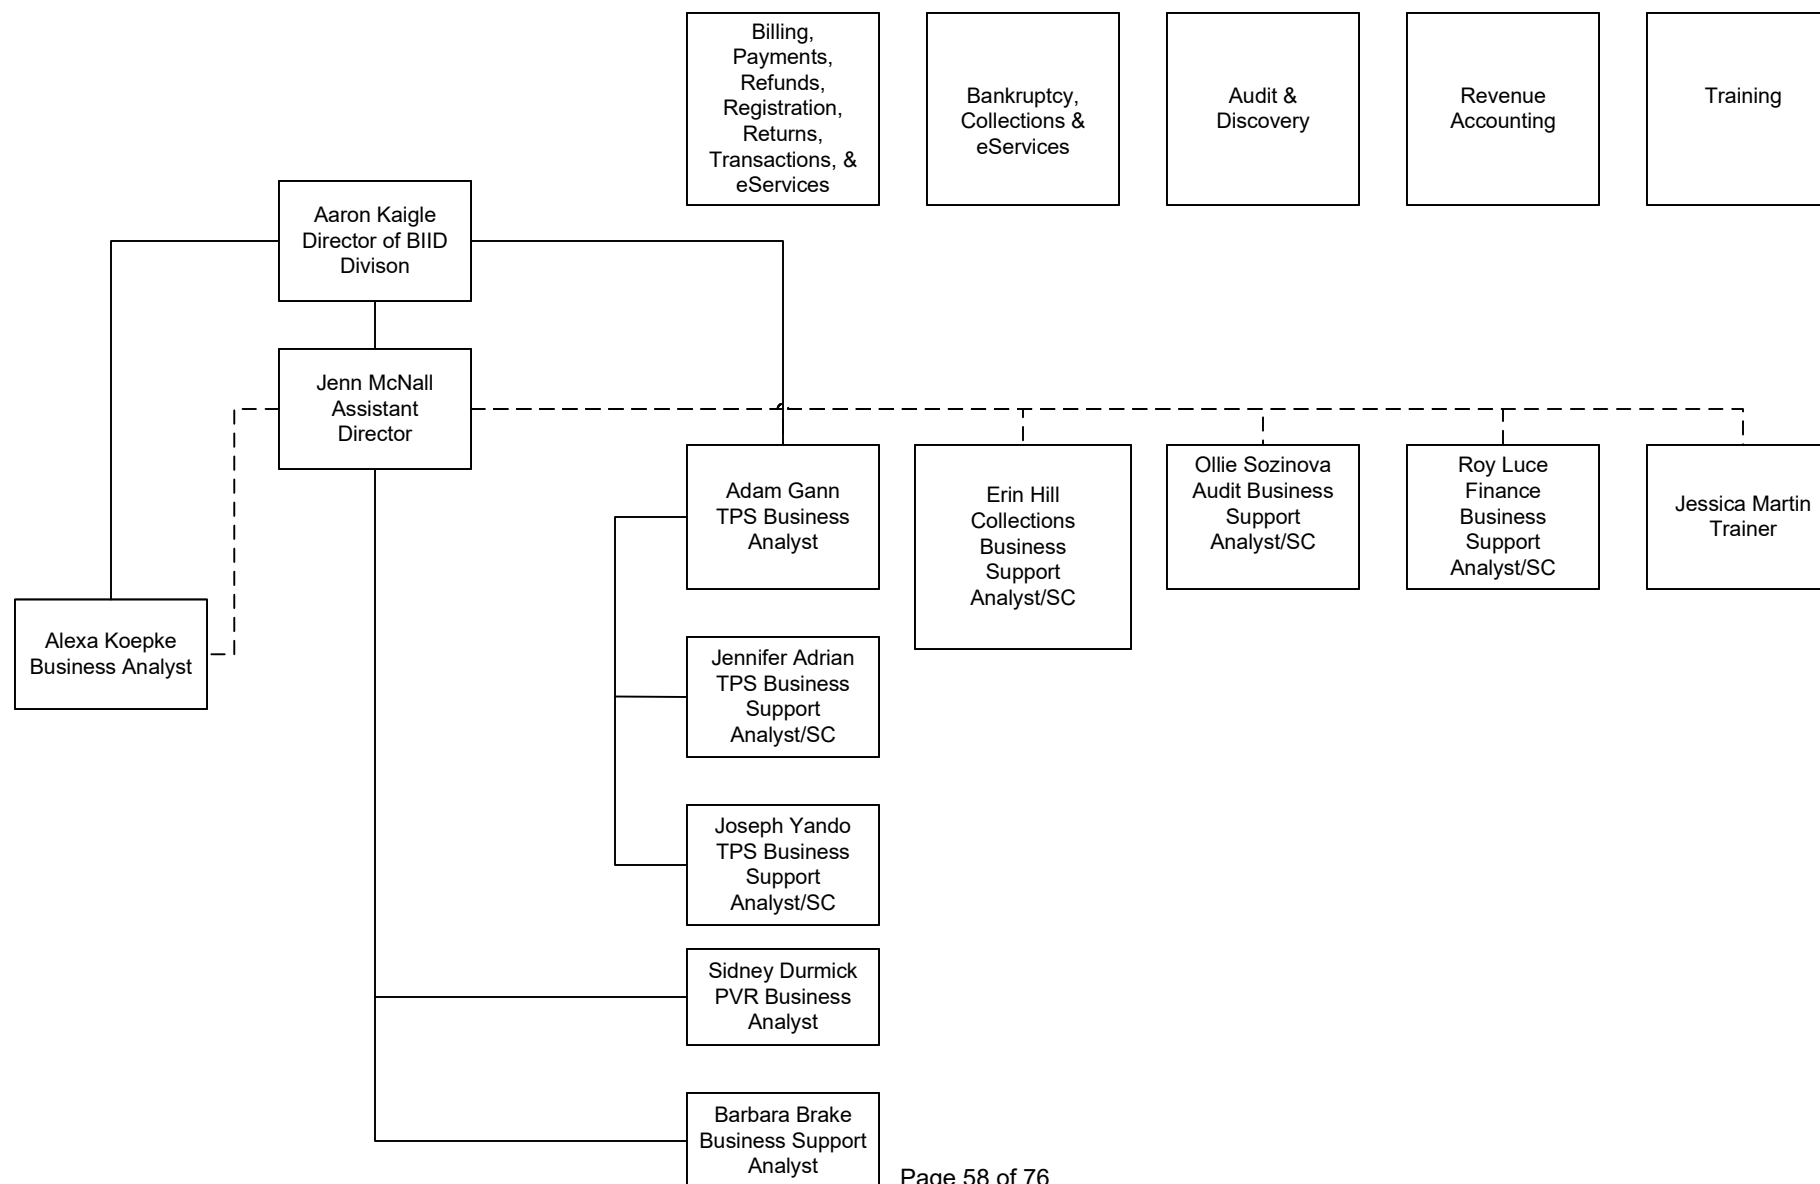 Billing,
Payments,
Refunds,
Registration,
Returns,
Transactions, &
eServices
Bankruptcy,
Collections &
eServices
Audit &
Discovery
Revenue
Accounting
Training
Aaron Kaigle
Director of BIID
Divison
Jenn McNall
Assistant
Director
Adam Gann
TPS Business
Analyst
Erin Hill
Collections
Business
Support
Analyst/SC
Ollie Sozinova
Audit Business
Support
Analyst/SC
Roy Luce
Finance
Business
Support
Analyst/SC
Jessica Martin
Trainer
Alexa Koepke
Business Analyst
Jennifer Adrian
TPS Business
Support
Analyst/SC
Joseph Yando
TPS Business
Support
Analyst/SC
Sidney Durmick
PVR Business
Analyst
Barbara Brake
Business Support
Analyst
Page 58 of 76